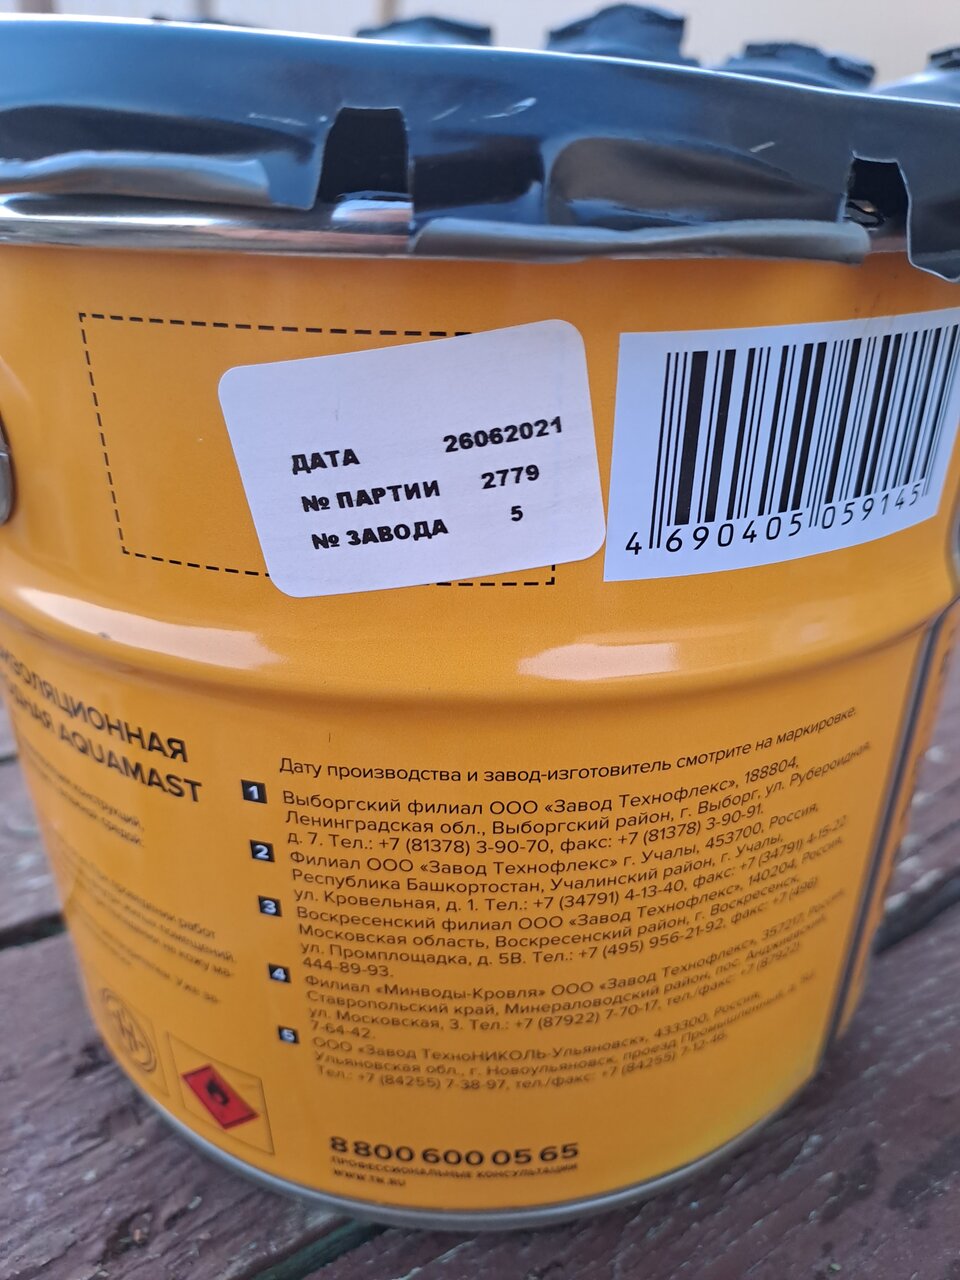 ДАТА 26062021
№ ПАРТИИ 2779
№ ЗАВОДА 5
4 690405 059145
ИЗОЛЯЦИОННАЯ
AQUAMAST
Дату производства и завод-изготовитель смотрите на маркировке:
1 Выборгский филиал ООО «Завод Технофлекс», 188804,
Ленинградская обл., Выборгский район, г. Выборг, ул. Рубероидная,
д. 7. Тел.: +7 (81378) 3-90-70, факс: +7 (81378) 3-90-91.
2 Филиал ООО «Завод Технофлекс» г. Учалы, 453700, Россия,
Республика Башкортостан, Учалинский район, г. Учалы,
ул. Кровельная, д. 1. Тел.: +7 (34791) 4-13-40, факс: +7 (34791) 4-15-22
3 Воскресенский филиал ООО «Завод Технофлекс», 140204, Россия,
Московская область, Воскресенский район, г. Воскресенск,
ул. Промплощадка, д. 5В. Тел.: +7 (495) 956-21-92, факс: +7 (496)
444-89-93.
4 Филиал «Минводы-Кровля» ООО «Завод Технофлекс», 357217, Россия,
Ставропольский край, Минераловодский район, пос. Анджиевский,
ул. Московская, 3. Тел.: +7 (87922) 7-70-17, тел./факс: +7 (87922)
7-64-42.
5 ООО «Завод ТехноНИКОЛЬ-Ульяновск», 433300, Россия,
Ульяновская обл., г. Новоульяновск, проезд Промышленный,
Тел.: +7 (84255) 7-38-97, тел./факс: +7 (84255) 7-12-46.
8 800 600 05 65
ПРОФЕССИОНАЛЬНЫЕ КОНСУЛЬТАЦИИ
WWW.TN.RU